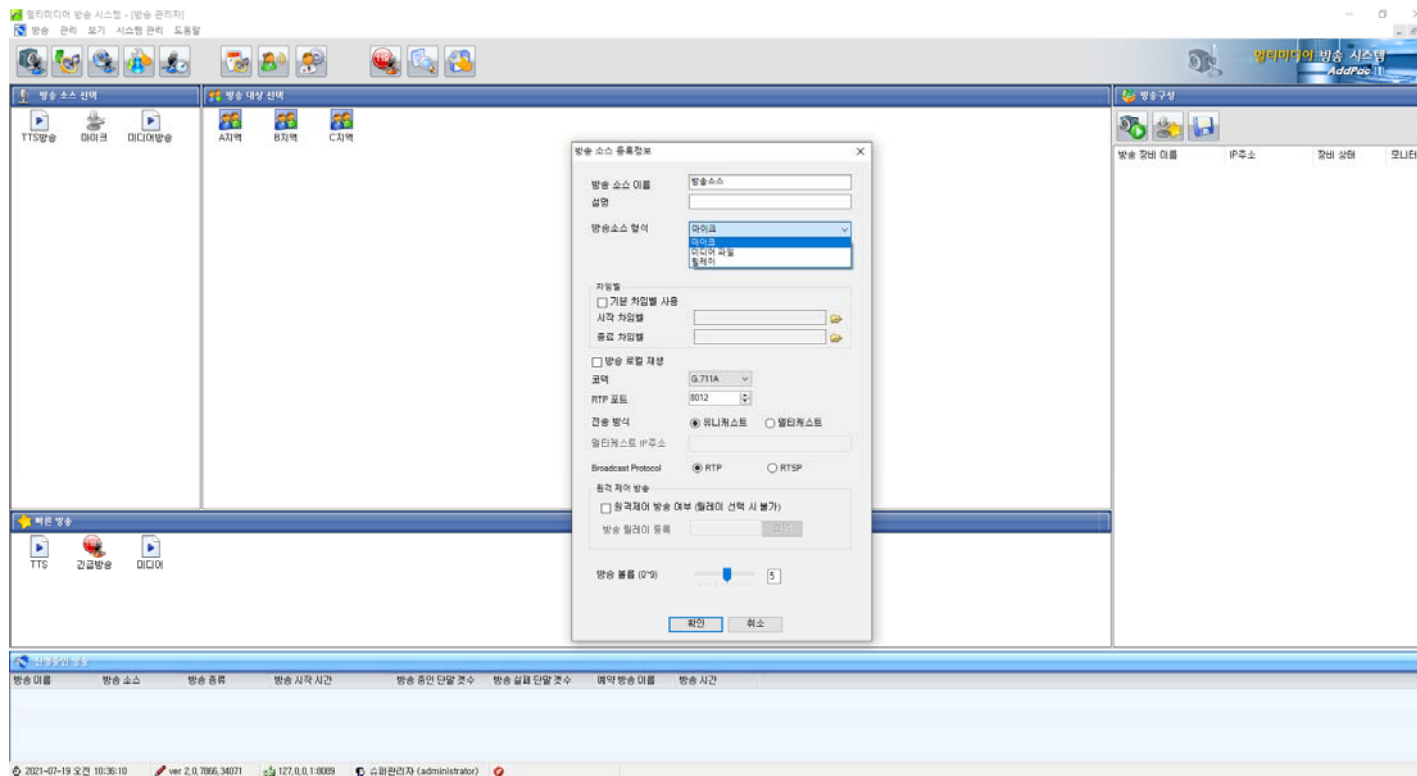 멀티미디어 방송 시스템 - [방송 관리자]
방송 관리 보기 시스템 관리 도움말
멀티미디어 방송 시스템
AddPac
방송 소스 선택
방송 대상 선택
방송구성
TTS방송 마이크 미디어방송
A지역 B지역 C지역
방송 장비 이름 IP주소 장비 상태 모니터
방송 소스 등록정보
방송 소스 이름 방송소스
설명
방송소스 형식 마이크
마이크
미디어 파일
릴레이
차임벨
기본 차임벨 사용
시작 차임벨
종료 차임벨
방송 로컬 재생
코덱 G.711A
RTP 포트 8012
전송 방식 유니캐스트 멀티캐스트
멀티캐스트 IP주소
Broadcast Protocol RTP RTSP
원격 제어 방송
원격제어 방송 여부 (릴레이 선택 시 불가)
방송 릴레이 등록 선택
방송 볼륨 (0~9) 5
확인 취소
빠른 방송
TTS 긴급방송 미디어
진행중인 방송
방송 이름 방송 소스 방송 종류 방송 시작 시간 방송 중인 단말 갯수 방송 실패 단말 갯수 예약 방송 이름 방송 시간
2021-07-19 오전 10:36:10 ver 2,0,7866,34071 127,0,0,1:8089 슈퍼관리자 (administrator)